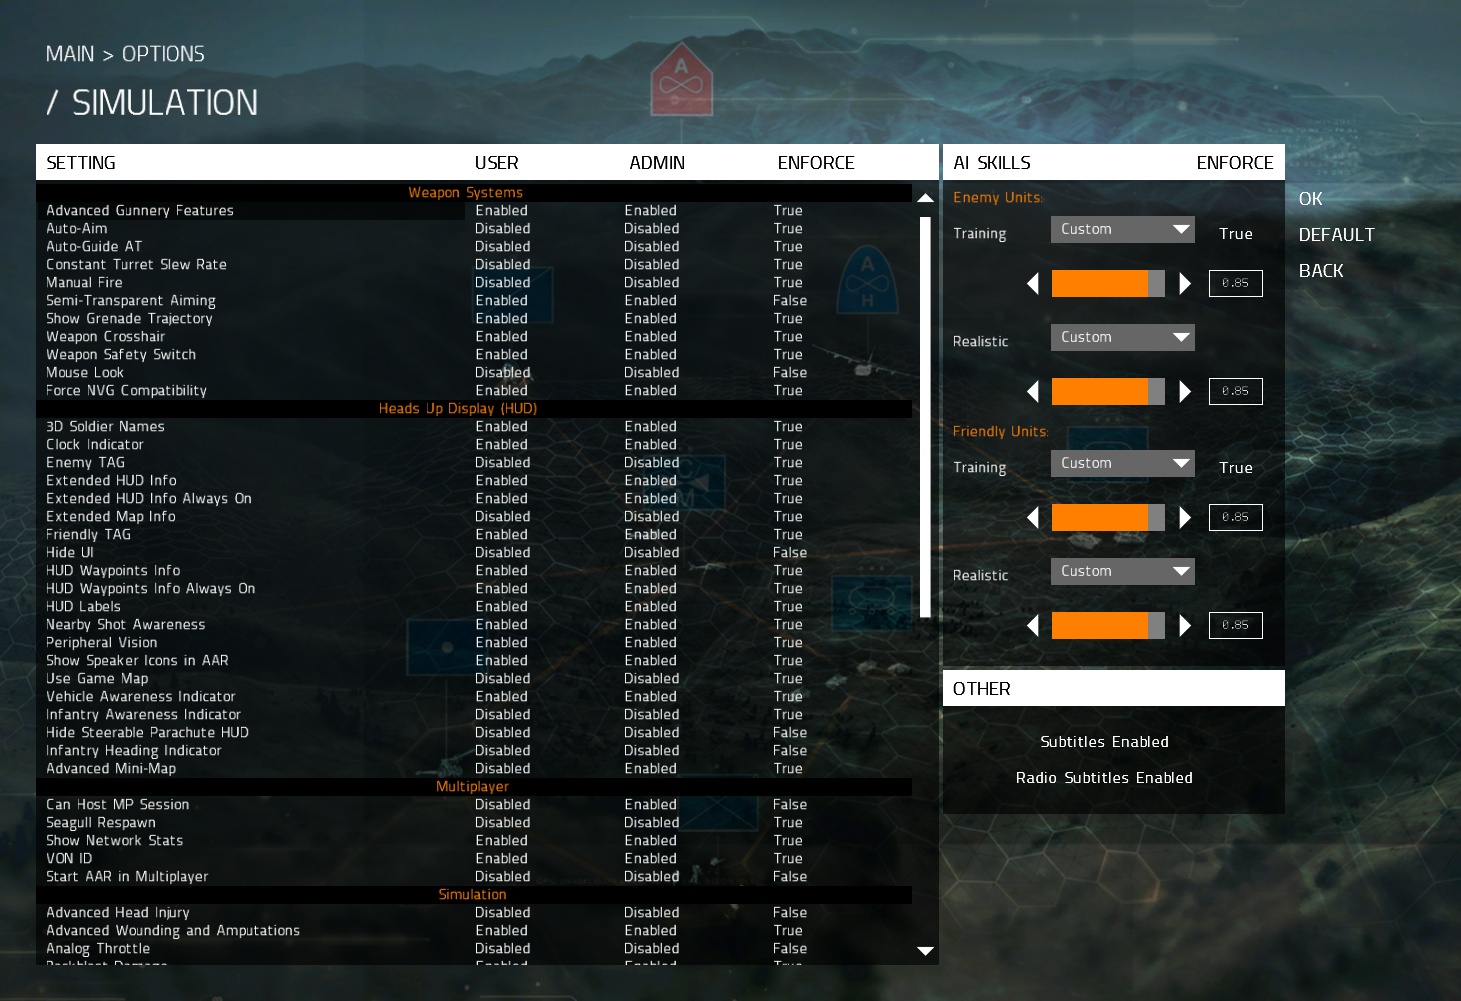 MAIN > OPTIONS
/ SIMULATION
SETTING USER ADMIN ENFORCE
Weapon Systems
Advanced Gunnery Features Enabled Enabled True
Auto-Aim Disabled Disabled True
Auto-Guide AT Disabled Disabled True
Constant Turret Slew Rate Disabled Disabled True
Manual Fire Disabled Disabled True
Semi-Transparent Aiming Enabled Enabled False
Show Grenade Trajectory Enabled Enabled True
Weapon Crosshair Enabled Enabled True
Weapon Safety Switch Enabled Enabled True
Mouse Look Disabled Disabled False
Force NVG Compatibility Enabled Enabled True
Heads Up Display (HUD)
3D Soldier Names Enabled Enabled True
Clock Indicator Enabled Enabled True
Enemy TAG Disabled Disabled True
Extended HUD Info Enabled Enabled True
Extended HUD Info Always On Enabled Enabled True
Extended Map Info Disabled Disabled True
Friendly TAG Enabled Enabled True
Hide UI Disabled Disabled False
HUD Waypoints Info Enabled Enabled True
HUD Waypoints Info Always On Enabled Enabled True
HUD Labels Enabled Enabled True
Nearby Shot Awareness Enabled Enabled True
Peripheral Vision Enabled Enabled True
Show Speaker Icons in AAR Enabled Enabled True
Use Game Map Disabled Disabled True
Vehicle Awareness Indicator Enabled Enabled True
Infantry Awareness Indicator Disabled Disabled True
Hide Steerable Parachute HUD Disabled Disabled False
Infantry Heading Indicator Disabled Disabled False
Advanced Mini-Map Disabled Enabled True
Multiplayer
Can Host MP Session Disabled Enabled False
Seagull Respawn Disabled Disabled True
Show Network Stats Enabled Enabled True
VON ID Enabled Enabled True
Start AAR in Multiplayer Disabled Disabled False
Simulation
Advanced Head Injury Disabled Disabled False
Advanced Wounding and Amputations Enabled Enabled True
Analog Throttle Disabled Disabled False
AI SKILLS ENFORCE
Enemy Units:
Training Custom True
0.85
Realistic Custom
0.85
Friendly Units:
Training Custom True
0.85
Realistic Custom
0.85
OTHER
Subtitles Enabled
Radio Subtitles Enabled
OK
DEFAULT
BACK
A
A
H